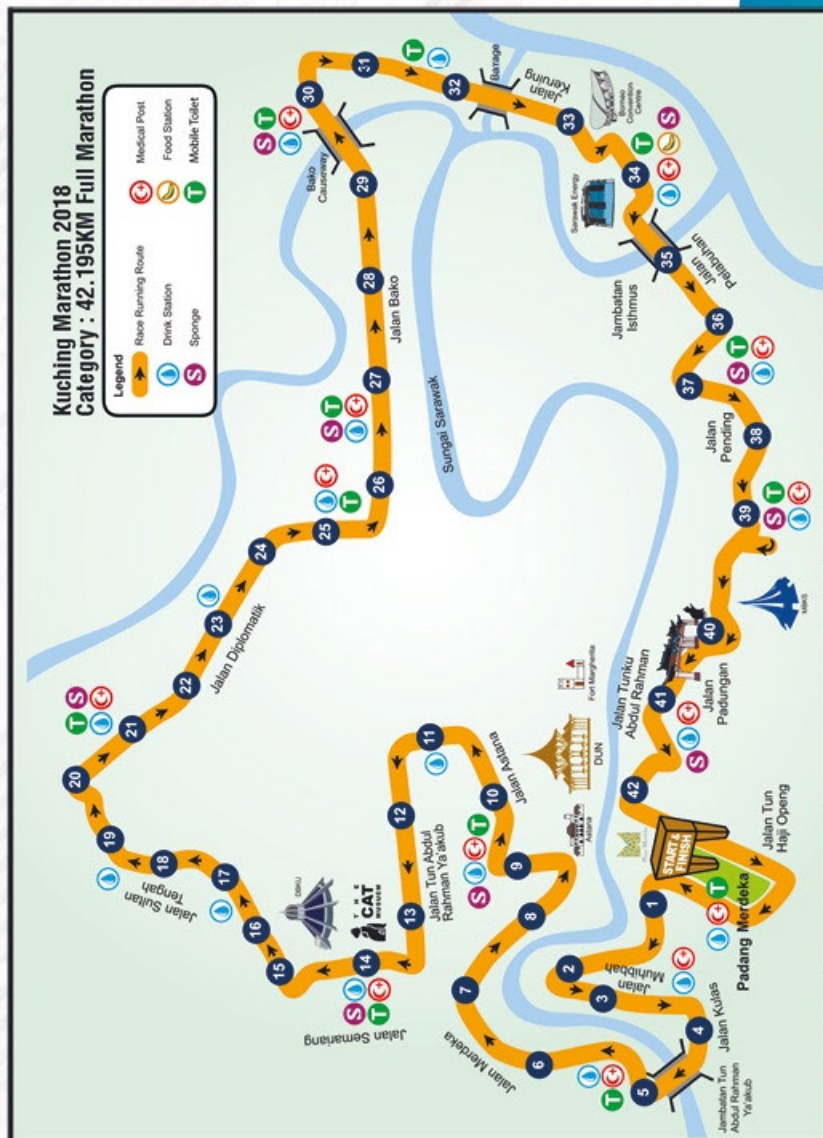 Kuching Marathon 2018
Category : 42.195KM Full Marathon
Legend
Race Running Route
Drink Station
S
Sponge
C+
Medical Post
Food Station
T
Mobile Toilet
START &
FINISH
Padang Merdeka
C+
T
1
2
Jalan
Muhibbah
C+
3
4
Jalan Kulas
5
Jambatan Tun
Abdul Rahman
Ya'akub
T
C+
6
Jalan Merdeka
7
8
9
S
C+
T
10
Jalan Astana
11
12
Jalan Tun Abdul
Rahman Ya'akub
13
14
S
T
C+
Jalan Semariang
THE
CAT
MUSUEM
DBKU
15
16
17
18
Jalan Sultan
Tengah
19
20
T
S
C+
21
22
Jalan Diplomatik
23
24
25
C+
T
26
S
T
C+
27
Jalan Bako
28
29
Bako
Causeway
30
S
T
C+
31
T
32
Barrage
Jalan
Keruing
33
Borneo
Convention
Centre
34
T
S
C+
Sarawak Energy
35
Jambatan
Isthmus
Jalan
Pelabuhan
36
37
S
T
C+
38
Jalan
Pending
39
S
T
C+
MBKS
40
Jalan
Padungan
41
Jalan Tunku
Abdul Rahman
S
C+
42
Jalan Tun
Haji Openg
Sungai Sarawak
Fort Margherita
DUN
Astana